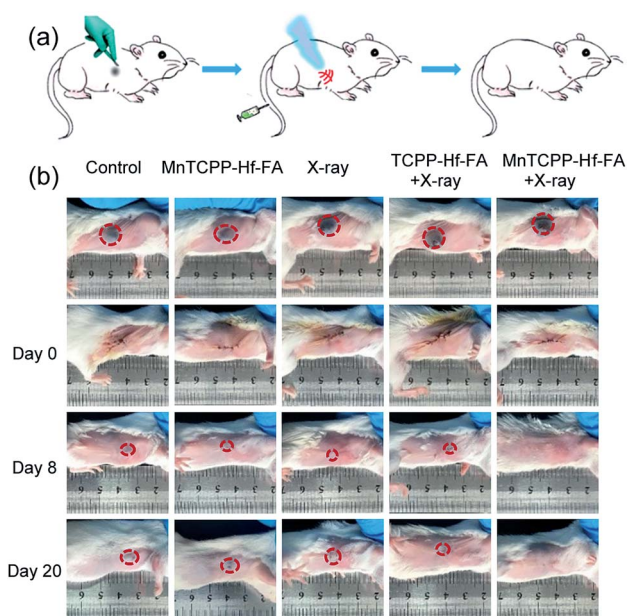 (a)
(b)
Control MnTCPP-Hf-FA X-ray TCPP-Hf-FA +X-ray MnTCPP-Hf-FA +X-ray
Day 0
Day 8
Day 20